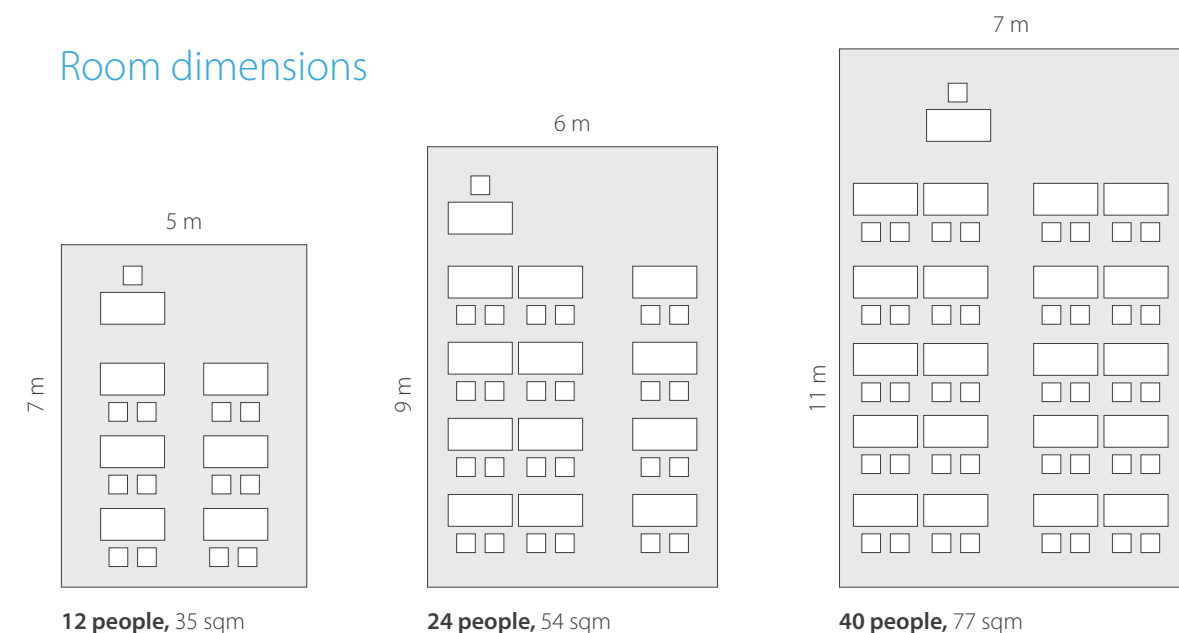 Room dimensions
5 m
7 m
12 people, 35 sqm
6 m
9 m
24 people, 54 sqm
7 m
11 m
40 people, 77 sqm